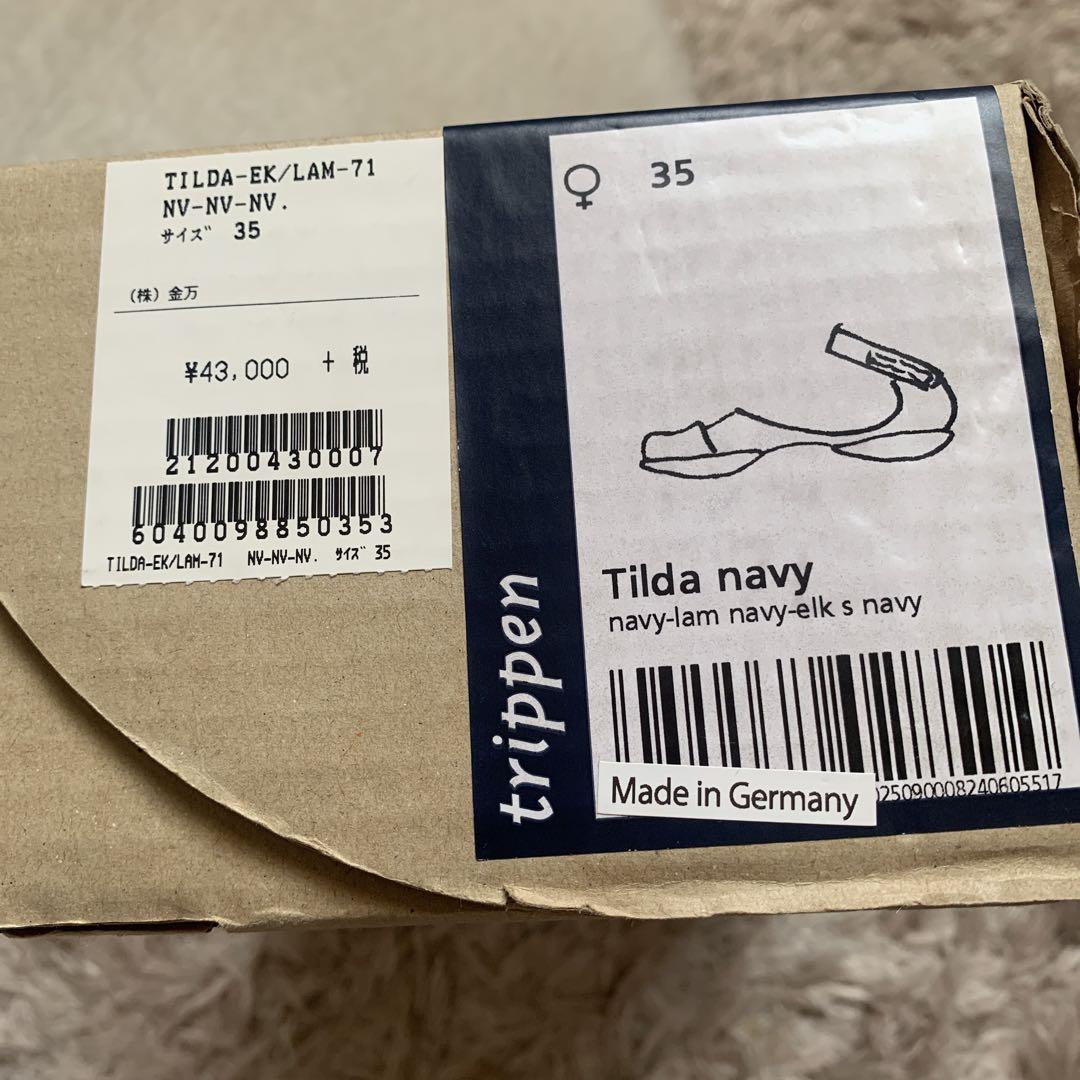 TILDA-EK/LAM-71
NV-NV-NV.
サイズ 35
(株) 金万
¥43,000 + 税
21200430007
6040098850353
TILDA-EK/LAM-71 NV-NV-NV. サイズ 35
♀ 35
trippen
Tilda navy
navy-lam navy-elk s navy
Made in Germany